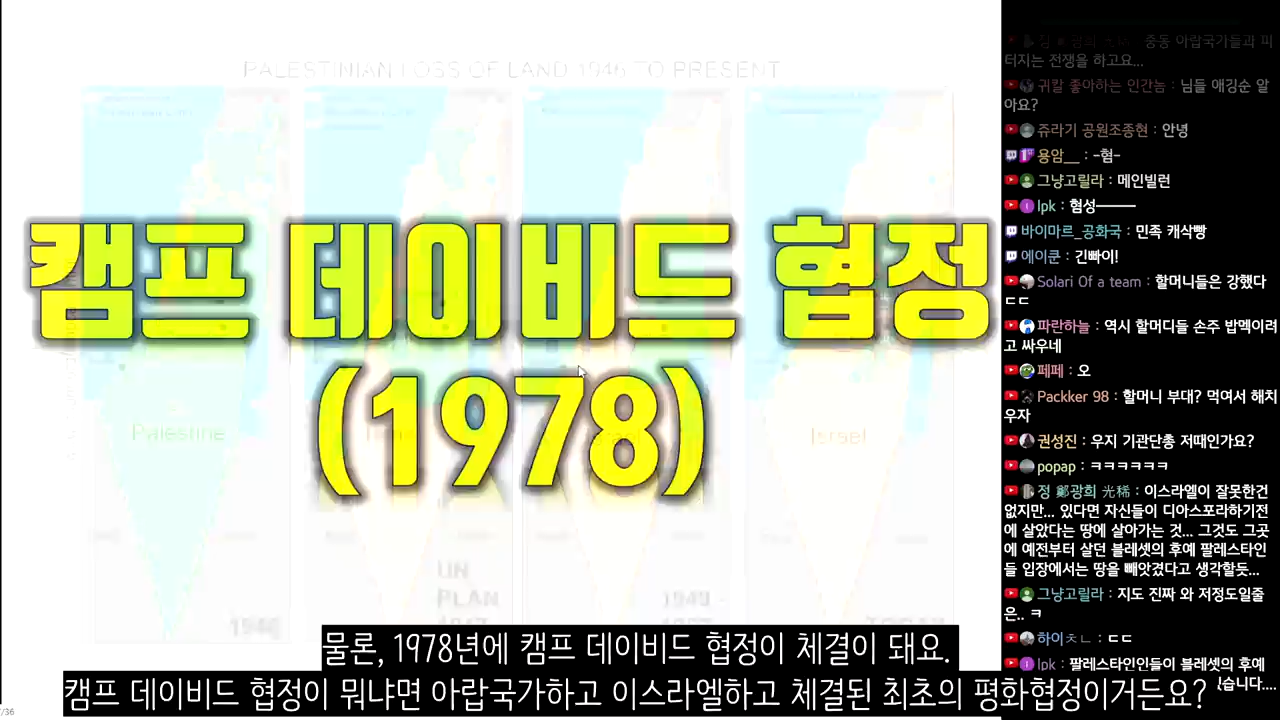 PALESTINIAN LOSS OF LAND 1946 TO PRESENT
캠프 데이비드 협정
(1978)
Palestine
Israel
UN
PLAN
1946
물론, 1978년에 캠프 데이비드 협정이 체결이 돼요.
캠프 데이비드 협정이 뭐냐면 아랍국가하고 이스라엘하고 체결된 최초의 평화협정이거든요?
/36
중동 아랍국가들과 피
터지는 전쟁을 하고요...
귀칼 좋아하는 인간놈 : 님들 애깅순 알
아요?
쥬라기 공원조종현 : 안녕
용암__ : -혐-
그냥고릴라 : 메인빌런
lpk : 혐성━━━
바이마르_공화국 : 민족 캐삭빵
에이쿤 : 긴빠이!
Solari Of a team : 할머니들은 강했다
ㄷㄷ
파란하늘 : 역시 할머디들 손주 밥멕이려
고 싸우네
페페 : 오
Packker 98 : 할머니 부대? 먹여서 해치
우자
권성진 : 우지 기관단총 저때인가요?
popap : ㅋㅋㅋㅋㅋㅋ
정 鄭광희 光稀 : 이스라엘이 잘못한건
없지만... 있다면 자신들이 디아스포라하기전
에 살았다는 땅에 살아가는 것... 그것도 그곳
에 예전부터 살던 블레셋의 후예 팔레스타인
들 입장에서는 땅을 빼앗겼다고 생각할듯...
그냥고릴라 : 지도 진짜 와 저정도일줄
은.. ㅋ
하이ㅊㄴ : ㄷㄷ
lpk : 팔레스타인인들이 블레셋의 후예
있습니다....